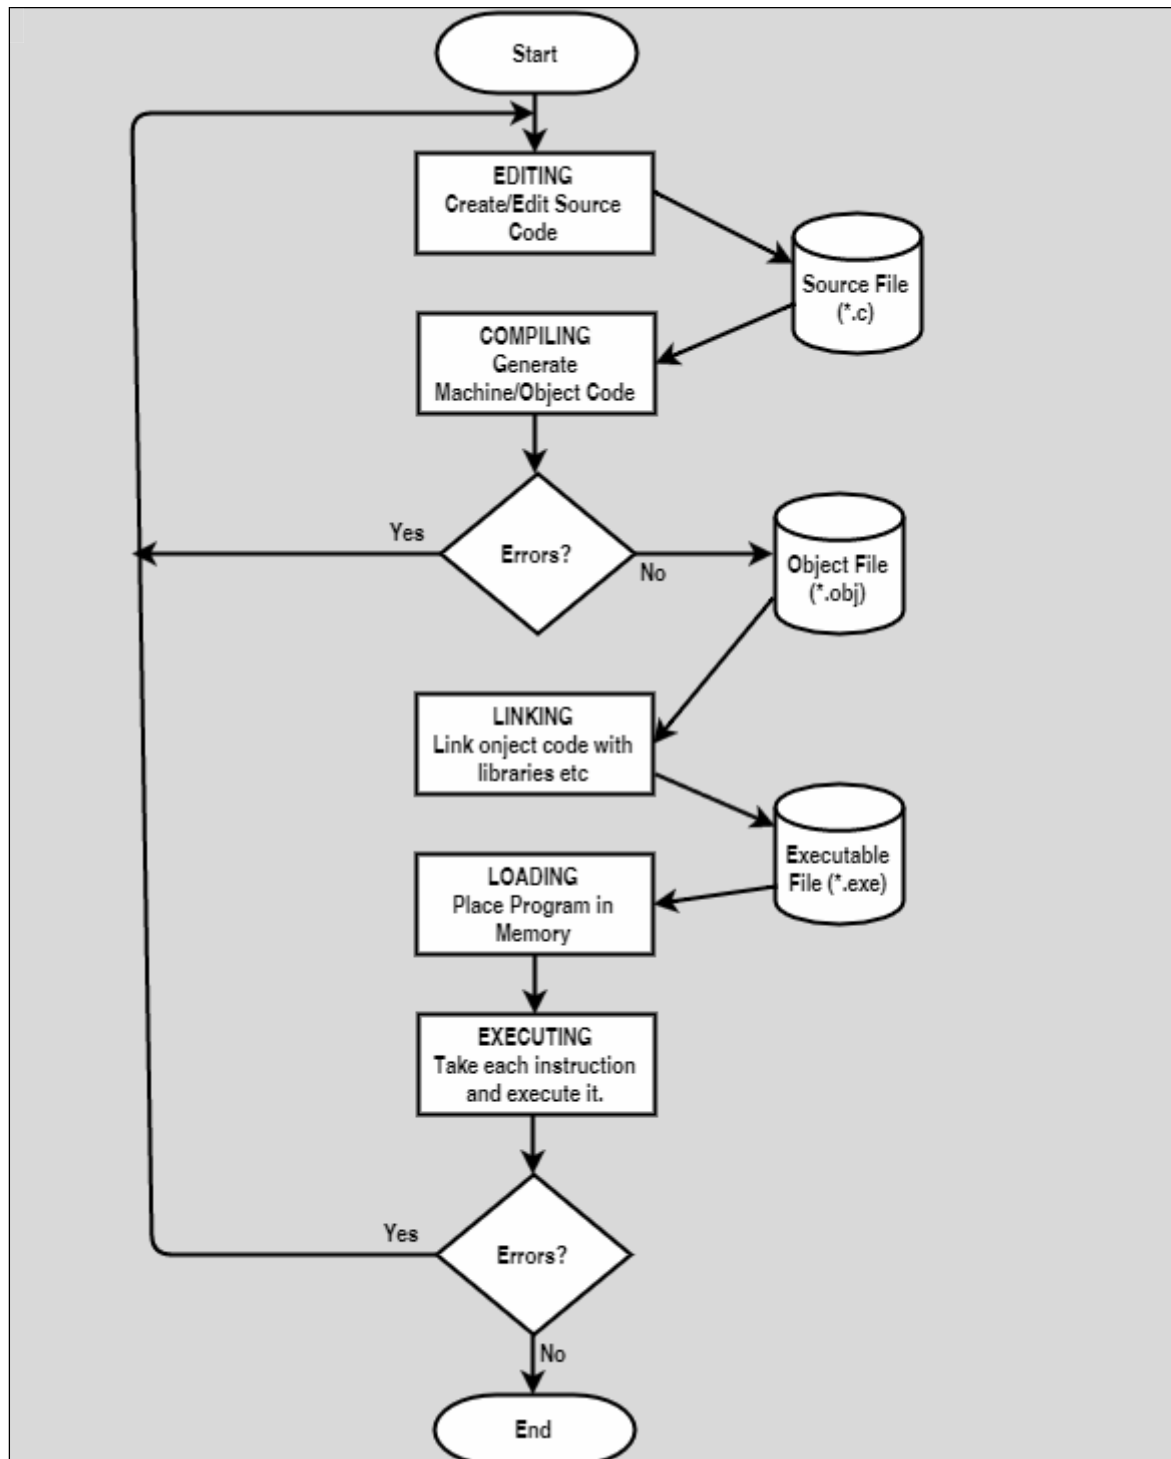 Start
EDITING
Create/Edit Source
Code
Source File
(*.c)
COMPILING
Generate
Machine/Object Code
Yes
Errors?
No
Object File
(*.obj)
LINKING
Link onject code with
libraries etc
Executable
File (*.exe)
LOADING
Place Program in
Memory
EXECUTING
Take each instruction
and execute it.
Yes
Errors?
No
End